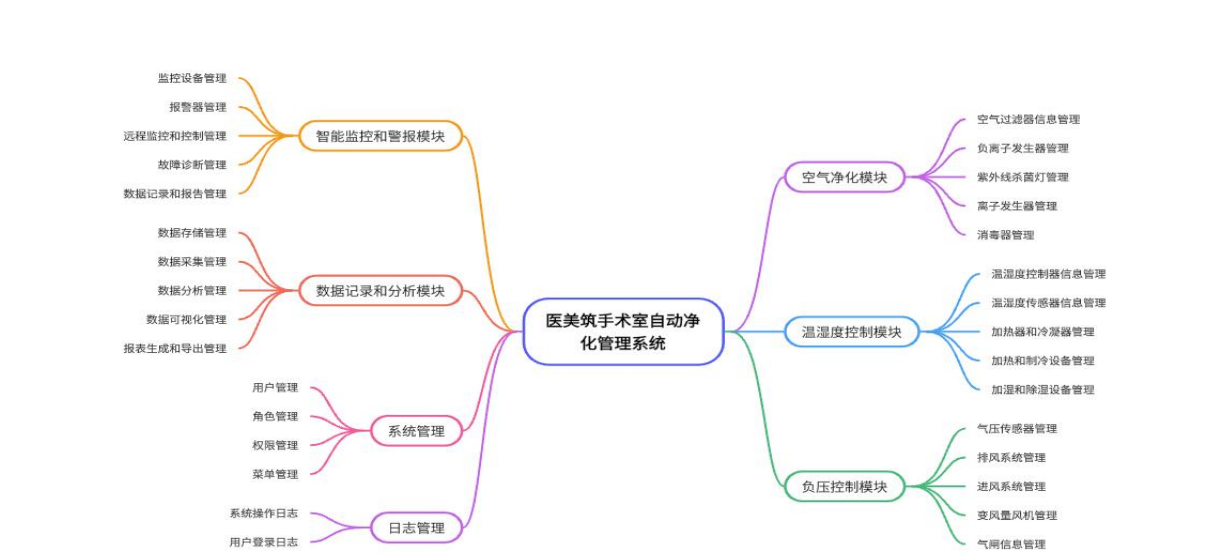 医美筑手术室自动净
化管理系统
智能监控和警报模块
监控设备管理
报警器管理
远程监控和控制管理
故障诊断管理
数据记录和报告管理
数据记录和分析模块
数据存储管理
数据采集管理
数据分析管理
数据可视化管理
报表生成和导出管理
系统管理
用户管理
角色管理
权限管理
菜单管理
日志管理
系统操作日志
用户登录日志
空气净化模块
空气过滤器信息管理
负离子发生器管理
紫外线杀菌灯管理
离子发生器管理
消毒器管理
温湿度控制模块
温湿度控制器信息管理
温湿度传感器信息管理
加热器和冷凝器管理
加热和制冷设备管理
加湿和除湿设备管理
负压控制模块
气压传感器管理
排风系统管理
进风系统管理
变风量风机管理
气闸信息管理